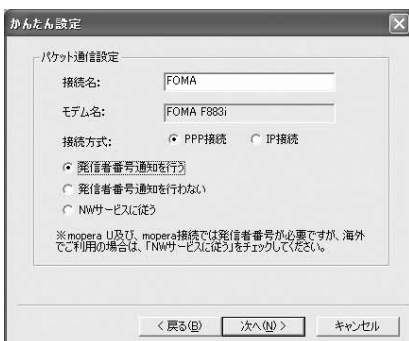 かんたん設定
パケット通信設定
接続名: FOMA
モデム名: FOMA F883i
接続方式: PPP接続 IP接続
発信者番号通知を行う
発信者番号通知を行わない
NWサービスに従う
※mopera U及び、mopera接続では発信者番号が必要ですが、海外
でご利用の場合は、「NWサービスに従う」をチェックしてください。
< 戻る(B) 次へ(N) > キャンセル